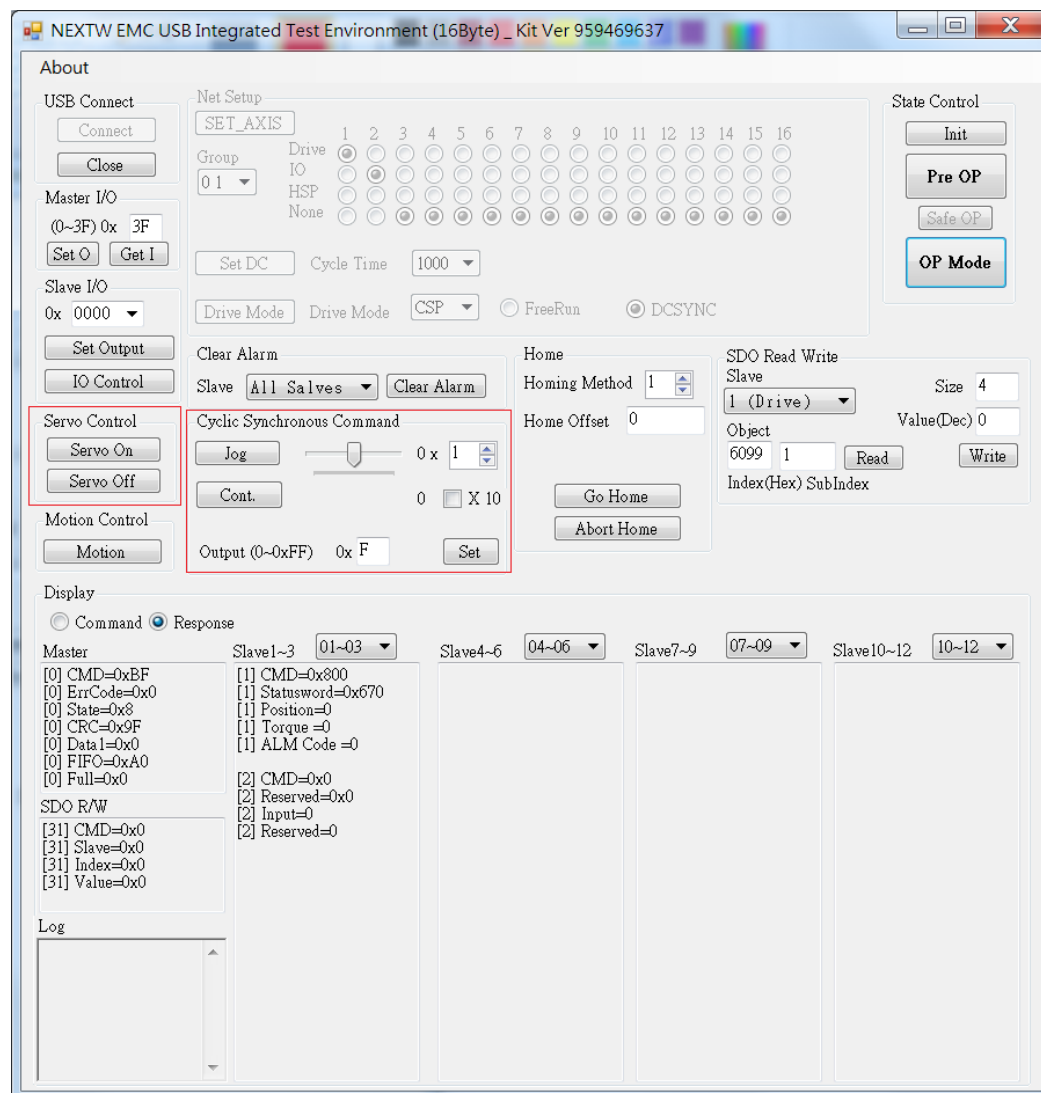 NEXTW EMC USB Integrated Test Environment (16Byte) _ Kit Ver 959469637
About
USB Connect
Connect
Close
Master I/O
(0~3F) 0x 3F
Set O Get I
Slave I/O
0x 0000
Set Output
IO Control
Servo Control
Servo On
Servo Off
Motion Control
Motion
Net Setup
SET_AXIS
1 2 3 4 5 6 7 8 9 10 11 12 13 14 15 16
Group
0 1
Drive
IO
HSP
None
Set DC Cycle Time 1000
Drive Mode Drive Mode CSP FreeRun DCSYNC
State Control
Init
Pre OP
Safe OP
OP Mode
Clear Alarm
Slave All Salves Clear Alarm
Cyclic Synchronous Command
Jog 0 x 1
Cont. 0 X 10
Output (0~0xFF) 0x F Set
Home
Homing Method 1
Home Offset 0
Go Home
Abort Home
SDO Read Write
Slave
1 (Drive)
Size 4
Value(Dec) 0
Object
6099 1 Read Write
Index(Hex) SubIndex
Display
Command Response
Master
[0] CMD=0xBF
[0] ErrCode=0x0
[0] State=0x8
[0] CRC=0x9F
[0] Data1=0x0
[0] FIFO=0xA0
[0] Full=0x0
SDO R/W
[31] CMD=0x0
[31] Slave=0x0
[31] Index=0x0
[31] Value=0x0
Log
Slave1~3 01~03
[1] CMD=0x800
[1] Statusword=0x670
[1] Position=0
[1] Torque =0
[1] ALM Code =0
[2] CMD=0x0
[2] Reserved=0x0
[2] Input=0
[2] Reserved=0
Slave4~6 04~06
Slave7~9 07~09
Slave10~12 10~12